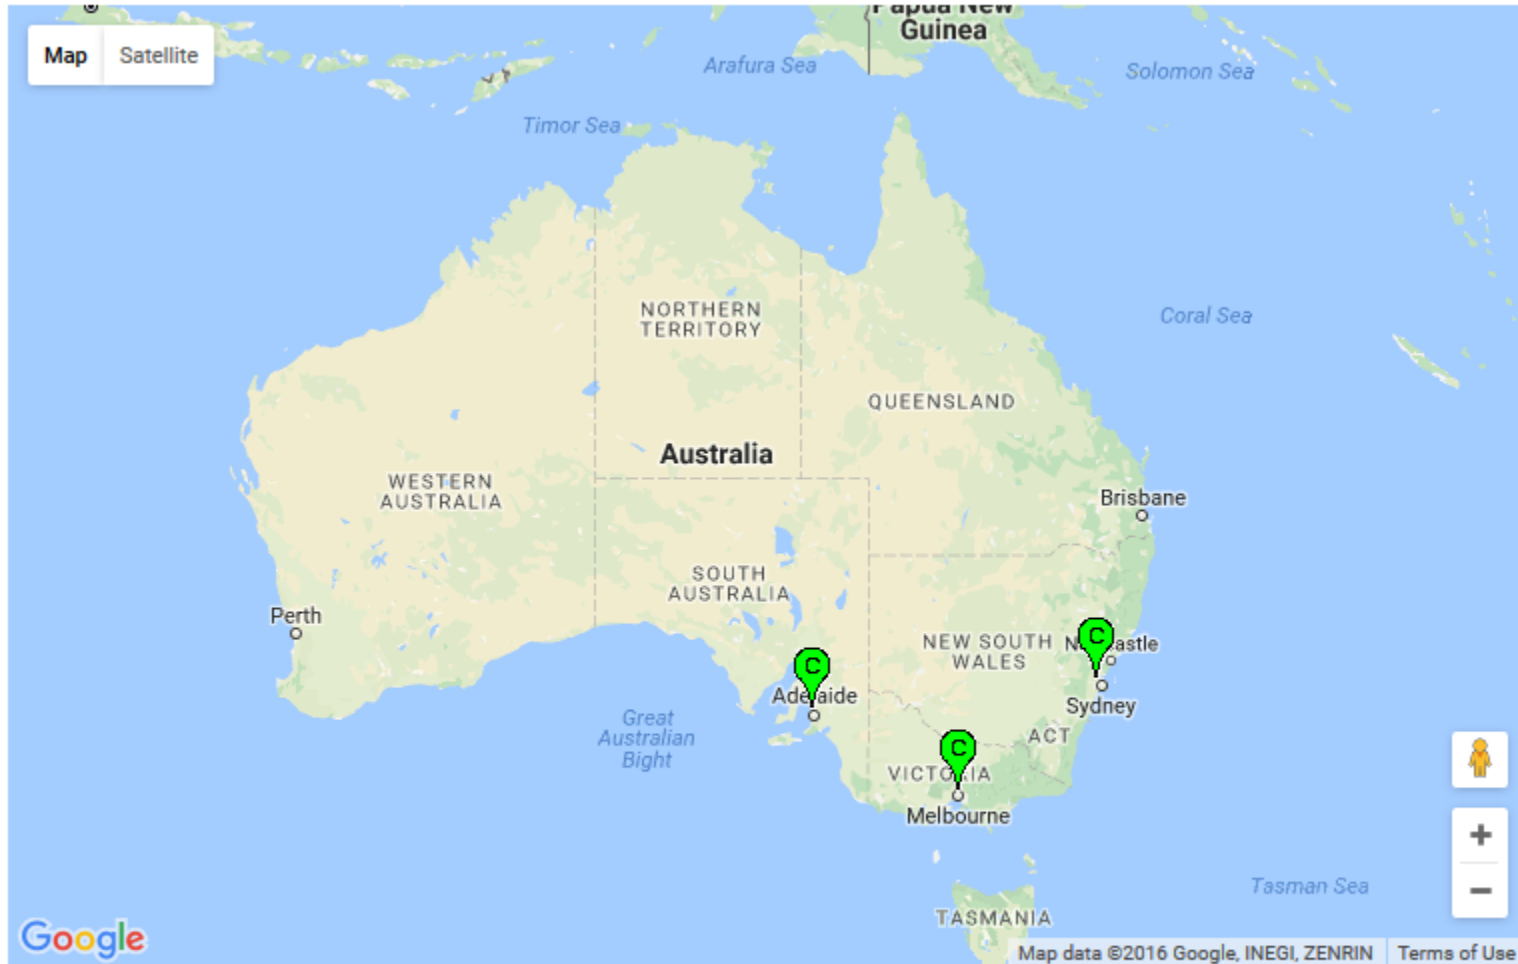 Papua New
Guinea
Map
Satellite
Arafura Sea
Solomon Sea
Timor Sea
NORTHERN
TERRITORY
Coral Sea
QUEENSLAND
Australia
WESTERN
AUSTRALIA
Brisbane
SOUTH
AUSTRALIA
Perth
C
NEW SOUTH
WALES
C
Adelaide
Sydney
Great
Australian
Bight
ACT
C
VICTORIA
Melbourne
Tasman Sea
TASMANIA
Google
Map data ©2016 Google, INEGI, ZENRIN
Terms of Use